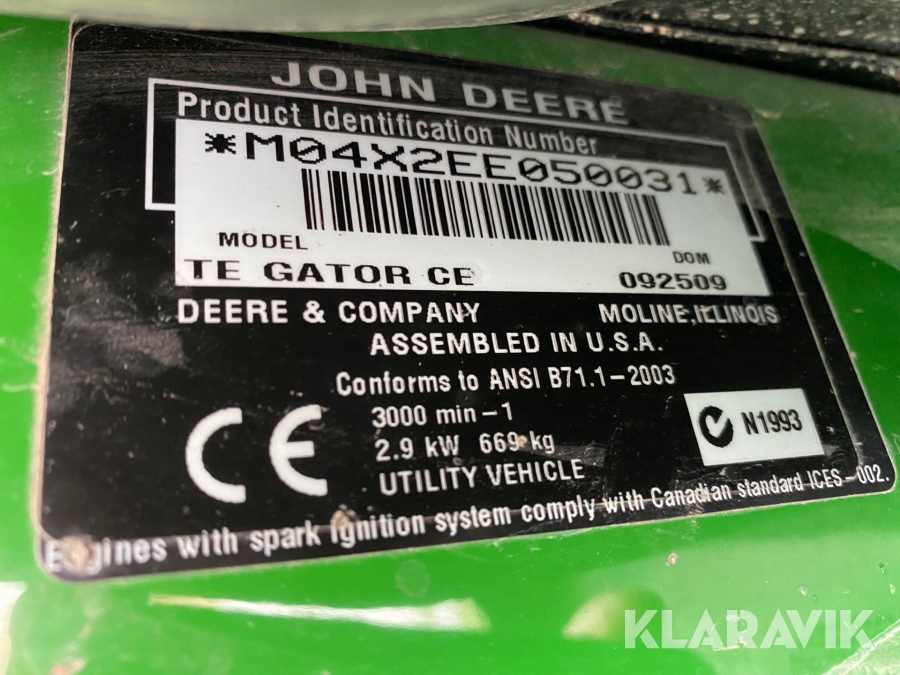 JOHN DEERE
Product Identification Number
*M04X2EE050031*
MODEL DOM
TE GATOR CE 092509
DEERE & COMPANY MOLINE, ILLINOIS
ASSEMBLED IN U.S.A.
Conforms to ANSI B71.1-2003
CE
3000 min-1
2.9 kW 669 kg
N1993
UTILITY VEHICLE
Engines with spark ignition system comply with Canadian standard ICES-002.
KLARAVIK